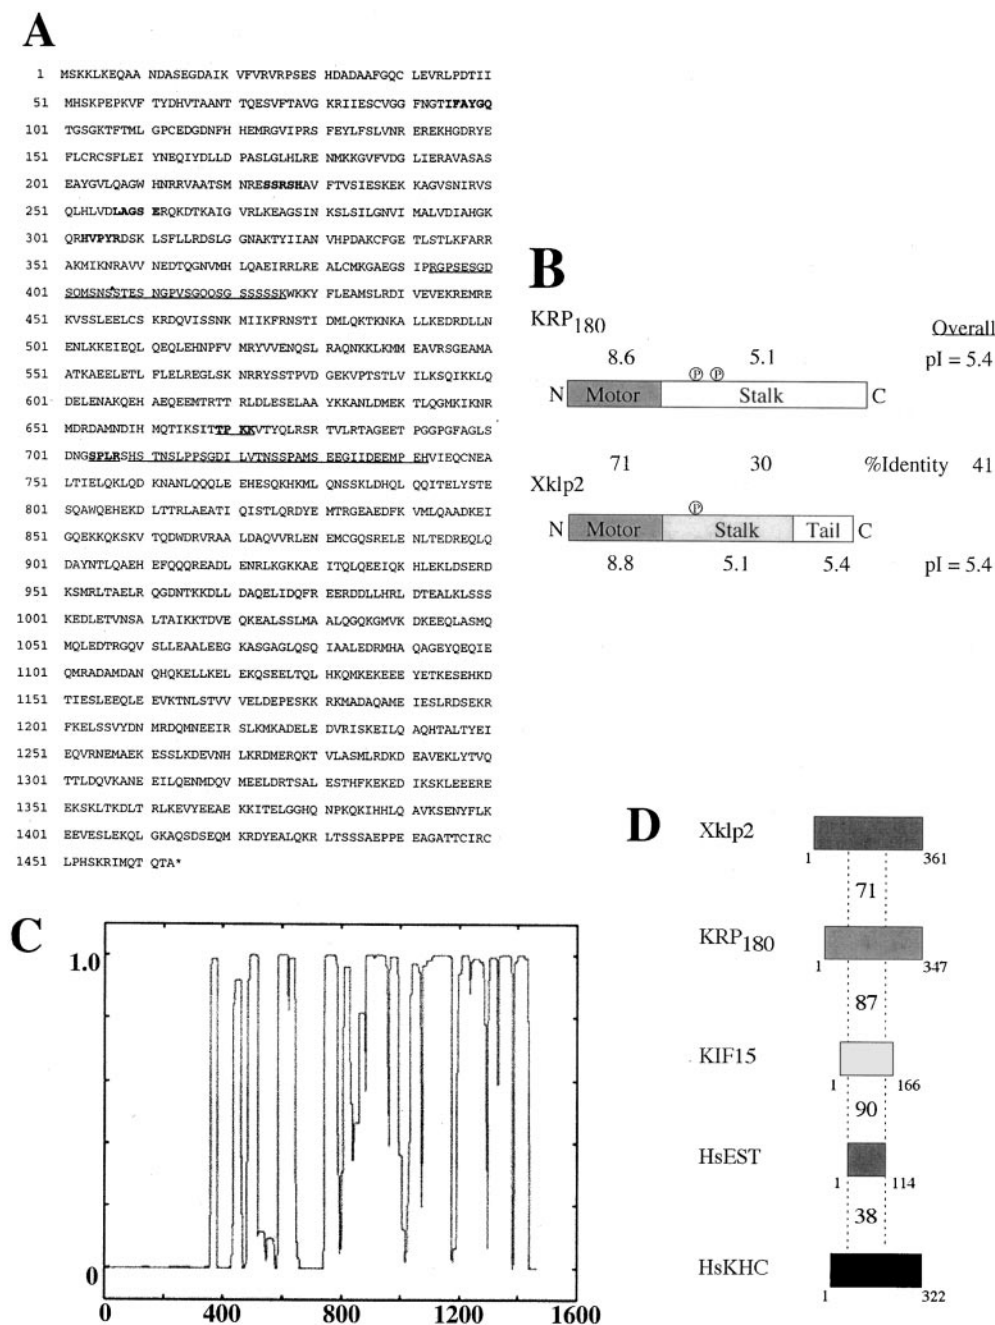 A
1 MSKKLKEQAA NDASEGDAIK VFVRVRPSES HDADAAFGQC LEVRLPDTII
51 MHSKPEPKVF TYDHVTAANT TQESVFTAVG KRIIESCVGG FNGTIFAYGQ
101 TGSGKTFTML GPCEDGDNFH HEMRGVIPRS FEYLFSLVNR EREKHGDRYE
151 FLCRCSFLEI YNEQIYDLLD PASLGLHLRE NMKKGVFVDG LIERAVASAS
201 EAYGVLQAGW HNRRVAATSM NRESSRSHAV FTVSIESKEK KAGVSNIRVS
251 QLHLVDLAGS ERQKDTKAIG VRLKEAGSIN KSLSILGNVI MALVDIAHGK
301 QRHVPYRDSK LSFLLRDSLG GNAKTYIIAN VHPDAKCFGE TLSTLKFARR
351 AKMIKNRAVV NEDTQGNVMH LQAEIRRLRE ALCMKGAEGS IPRGPSESGD
401 SQMSNSSTES NGPVSGQQSG SSSSSKWKKY FLEAMSLRDI VEVEKREMRE
451 KVSSLEELCS KRDQVISSNK MIIKFRNSTI DMLQKTKNKA LLKEDRDLLN
501 ENLKKEIEQL QEQLEHNPFV MRYVVENQSL RAQNKKLKMM EAVRSGEAMA
551 ATKAEELETL FLELREGLSK NRRYSSTPVD GEKVPTSTLV ILKSQIKKLQ
601 DELENAKQEH AEQEEMTRTT RLDLESELAA YKKANLDMEK TLQGMKIKNR
651 MDRDAMNDIH MQTIKSITTP KKVTYQLRSR TVLRTAGEET PGGPGFAGLS
701 DNGSPLRSHS TNSLPPSGDI LVTNSSPAMS EEGIIDEEMP EHVIEQCNEA
751 LTIELQKLQD KNANLQQQLE EHESQKHKML QNSSKLDHQL QQITELYSTE
801 SQAWQEHEKD LTTRLAEATI QISTLQRDYE MTRGEAEDFK VMLQAADKEI
851 GQEKKQKSKV TQDWDRVRAA LDAQVVRLEN EMCGQSRELE NLTEDREQLQ
901 DAYNTLQAEH EFQQQREADL ENRLKGKKAE ITQLQEEIQK HLEKLDSERD
951 KSMRLTAELR QGDNTKKDLL DAQELIDQFR EERDDLLHRL DTEALKLSSS
1001 KEDLETVNSA LTAIKKTDVE QKEALSSLMA ALQGQKGMVK DKEEQLASMQ
1051 MQLEDTRGQV SLLEAALEEG KASGAGLQSQ IAALEDRMHA QAGEYQEQIE
1101 QMRADAMDAN QHQKELLKEL EKQSEELTQL HKQMKEKEEE YETKESEHKD
1151 TIESLEEQLE EVKTNLSTVV VELDEPESKK RKMADAQAME IESLRDSEKR
1201 FKELSSVYDN MRDQMNEEIR SLKMKADELE DVRISKEILQ AQHTALTYEI
1251 EQVRNEMAEK ESSLKDEVNH LKRDMERQKT VLASMLRDKD EAVEKLYTVQ
1301 TTLDQVKANE EILQENMDQV MEELDRTSAL ESTHFKEKED IKSKLEEERE
1351 EKSKLTKDLT RLKEVYEEAE KKITELGGHQ NPKQKIHHLQ AVKSENYFLK
1401 EEVESLEKQL GKAQSDSEQM KRDYEALQKR LTSSSAEPPE EAGATTCIRC
1451 LPHSKRIMQT QTA*
B
KRP180 Overall
8.6 5.1 pI = 5.4
P P
N Motor Stalk C
71 30 %Identity 41
Xklp2
P
N Motor Stalk Tail C
8.8 5.1 5.4 pI = 5.4
C
1.0
0
0 400 800 1200 1600
D
Xklp2
1 361
71
KRP180
1 347
87
KIF15
1 166
90
HsEST
1 114
38
HsKHC
1 322